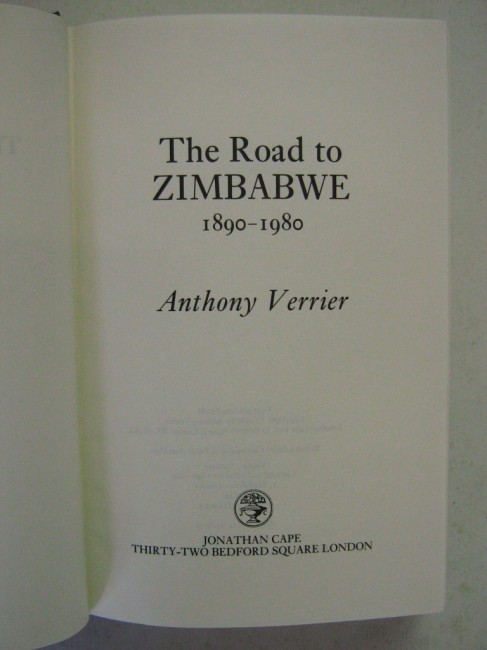 The Road to
ZIMBABWE
1890–1980
Anthony Verrier
JONATHAN CAPE
THIRTY-TWO BEDFORD SQUARE LONDON